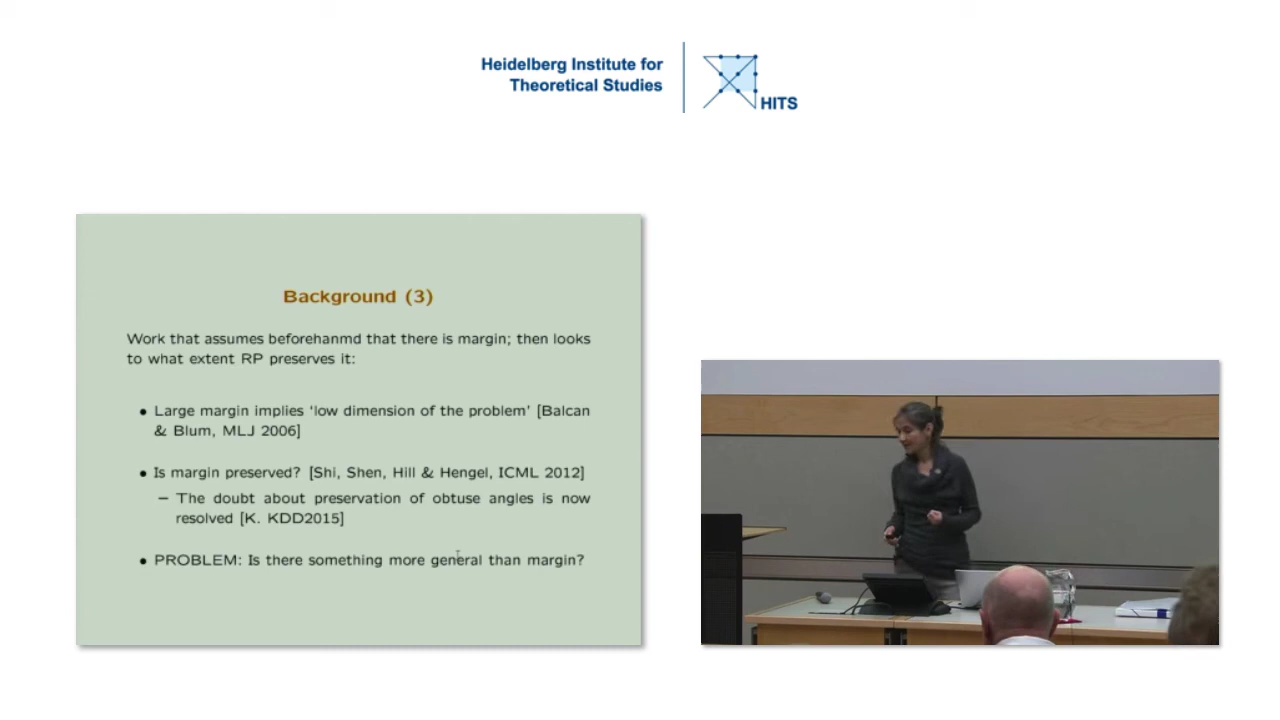 Heidelberg Institute for
Theoretical Studies
HITS
Background (3)
Work that assumes beforehanmd that there is margin; then looks
to what extent RP preserves it:
• Large margin implies ‘low dimension of the problem’ [Balcan
& Blum, MLJ 2006]
• Is margin preserved? [Shi, Shen, Hill & Hengel, ICML 2012]
– The doubt about preservation of obtuse angles is now
resolved [K. KDD2015]
• PROBLEM: Is there something more general than margin?